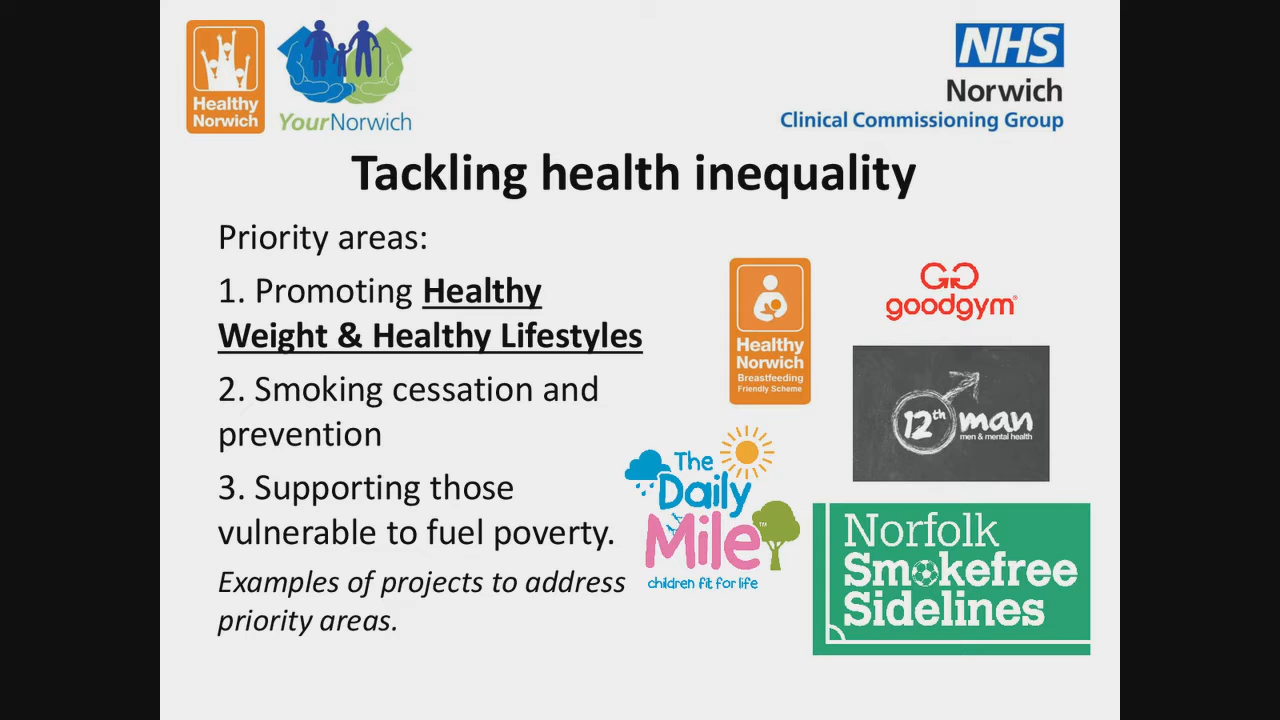 Healthy
Norwich
YourNorwich
NHS
Norwich
Clinical Commissioning Group
Tackling health inequality
Priority areas:
1. Promoting Healthy
Weight & Healthy Lifestyles
2. Smoking cessation and
prevention
3. Supporting those
vulnerable to fuel poverty.
Examples of projects to address
priority areas.
Healthy
Norwich
Breastfeeding
Friendly Scheme
goodgym®
12th man
men & mental health
The
Daily
Mile™
children fit for life
Norfolk
Smokefree
Sidelines